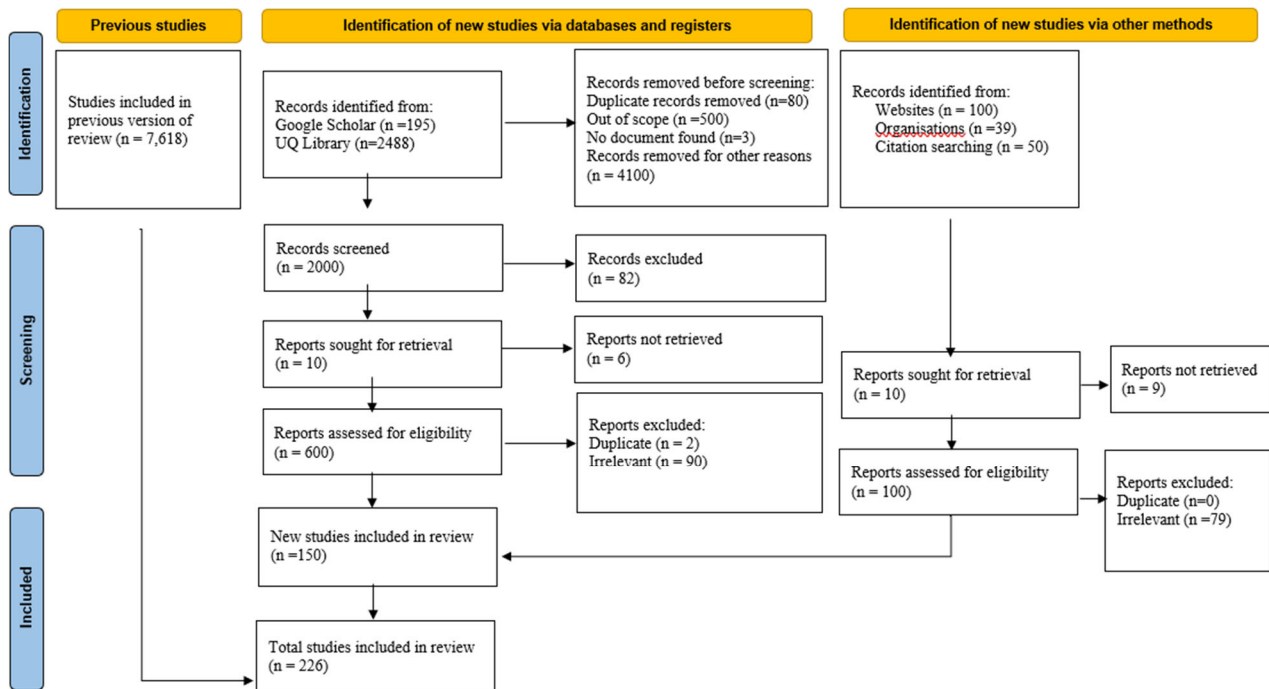 Previous studies
Identification of new studies via databases and registers
Identification of new studies via other methods
Identification
Studies included in
previous version of
review (n = 7,618)
Records identified from:
Google Scholar (n =195)
UQ Library (n=2488)
Records removed before screening:
Duplicate records removed (n=80)
Out of scope (n =500)
No document found (n=3)
Records removed for other reasons
(n = 4100)
Records identified from:
Websites (n = 100)
Organisations (n =39)
Citation searching (n = 50)
Screening
Records screened
(n = 2000)
Records excluded
(n = 82)
Reports sought for retrieval
(n = 10)
Reports not retrieved
(n = 6)
Reports sought for retrieval
(n = 10)
Reports not retrieved
(n = 9)
Reports assessed for eligibility
(n = 600)
Reports excluded:
Duplicate (n = 2)
Irrelevant (n = 90)
Reports assessed for eligibility
(n = 100)
Reports excluded:
Duplicate (n=0)
Irrelevant (n =79)
Included
New studies included in review
(n =150)
Total studies included in review
(n = 226)